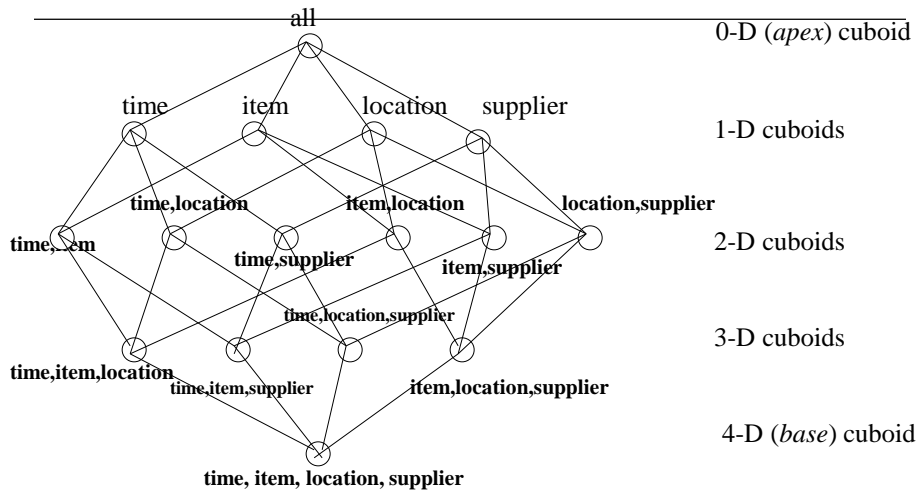 all
0-D (apex) cuboid
time
item
location
supplier
1-D cuboids
time,item
time,location
time,supplier
item,location
item,supplier
location,supplier
2-D cuboids
time,item,location
time,item,supplier
time,location,supplier
item,location,supplier
3-D cuboids
4-D (base) cuboid
time, item, location, supplier